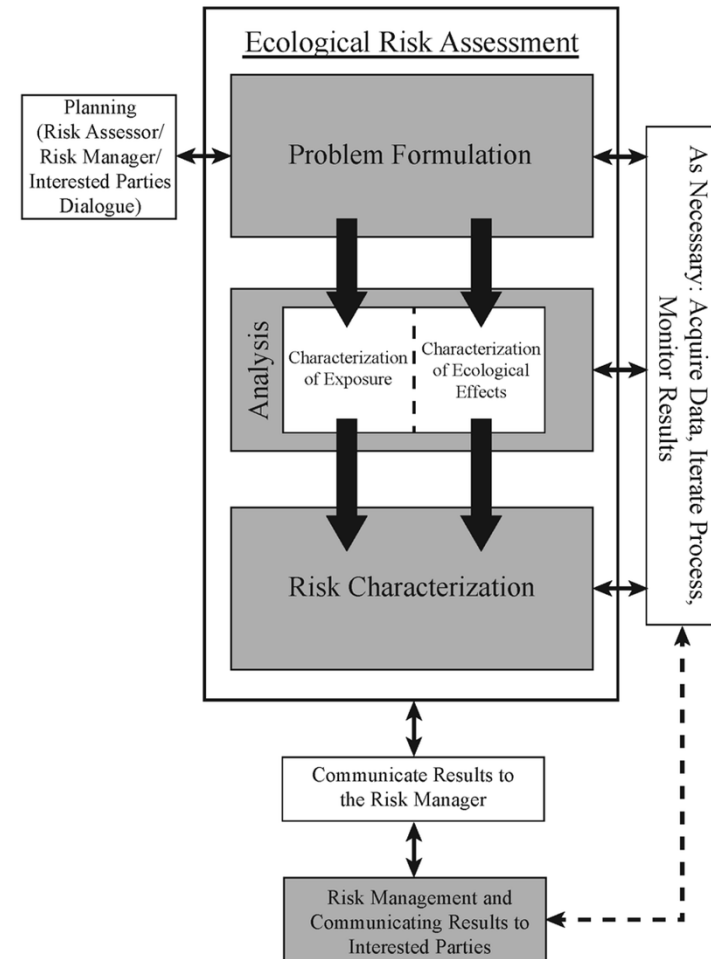 Ecological Risk Assessment
Planning
(Risk Assessor/
Risk Manager/
Interested Parties
Dialogue)
Problem Formulation
As Necessary: Acquire Data, Iterate Process,
Monitor Results
Analysis
Characterization
of Exposure
Characterization
of Ecological
Effects
Risk Characterization
Communicate Results to
the Risk Manager
Risk Management and
Communicating Results to
Interested Parties